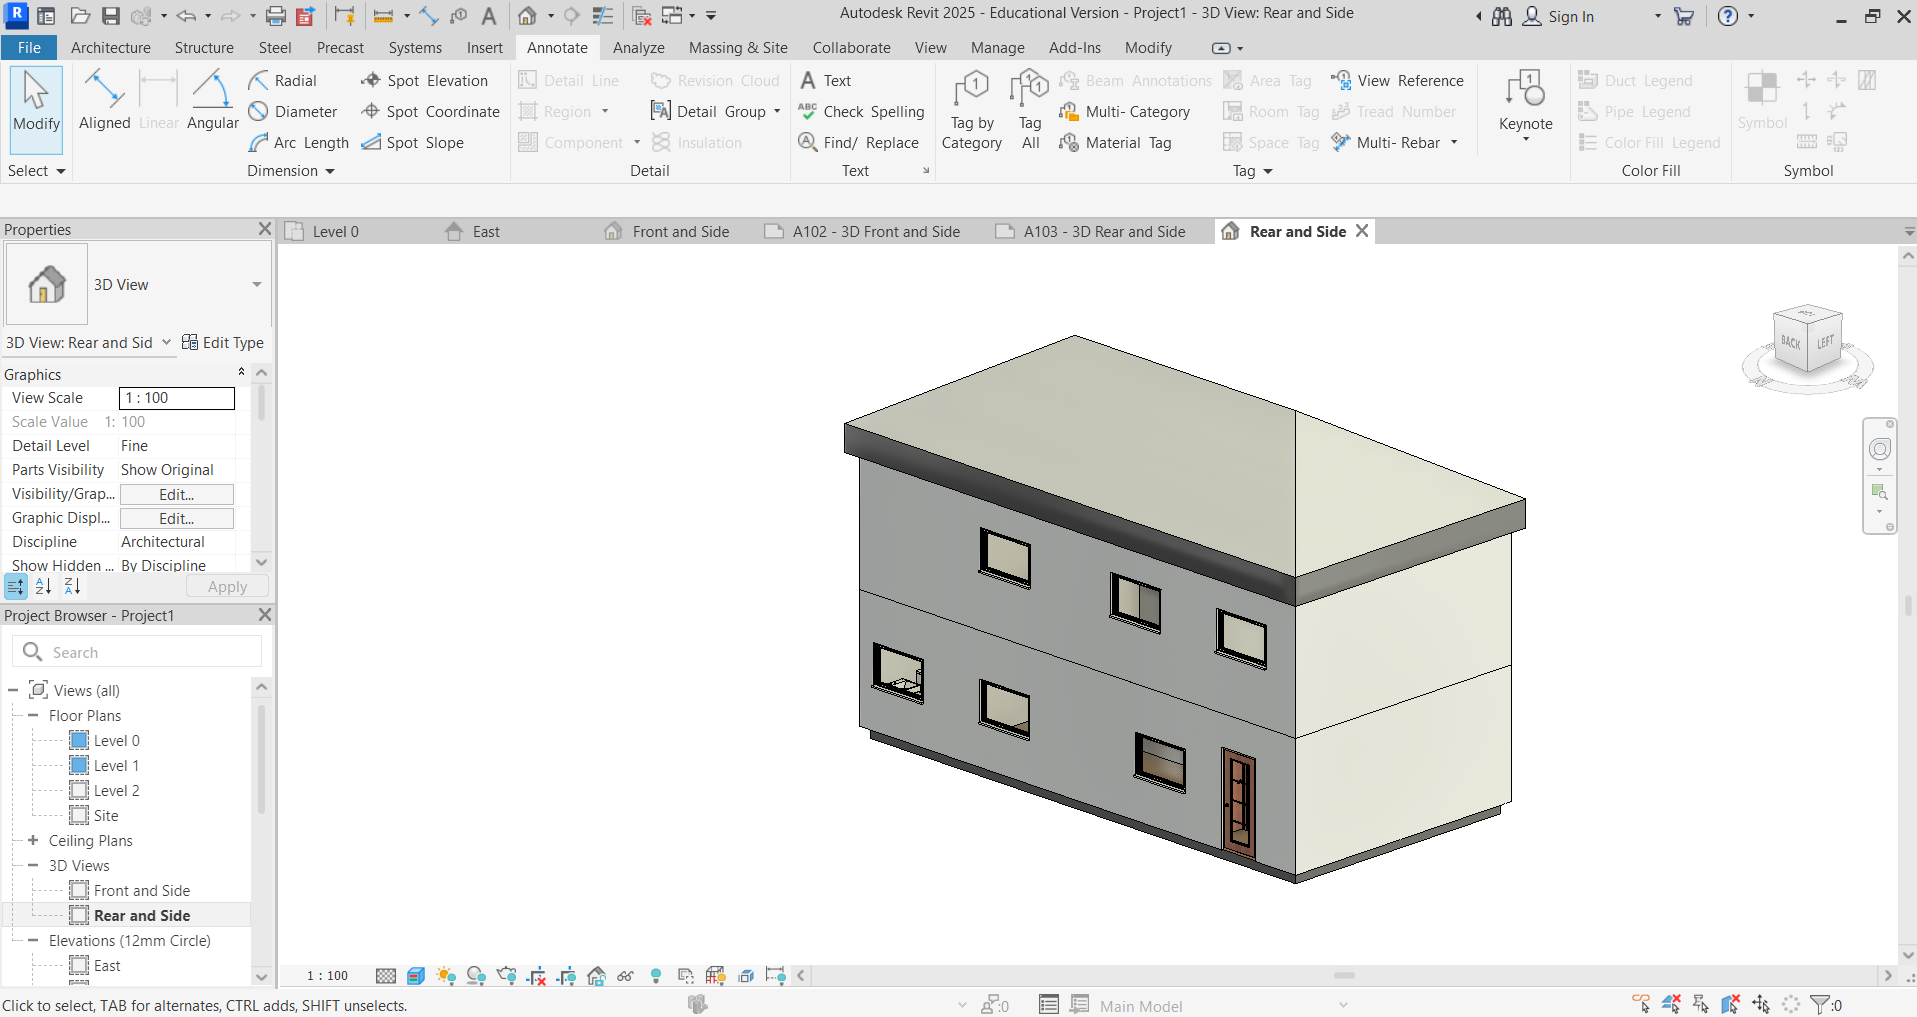 Autodesk Revit 2025 - Educational Version - Project1 - 3D View: Rear and Side
Sign In
File Architecture Structure Steel Precast Systems Insert Annotate Analyze Massing & Site Collaborate View Manage Add-Ins Modify
Modify
Select
Aligned
Linear
Angular
Radial
Diameter
Arc Length
Spot Elevation
Spot Coordinate
Spot Slope
Dimension
Detail Line
Region
Component
Revision Cloud
Detail Group
Insulation
Detail
A Text
ABC Check Spelling
Find/ Replace
Text
Tag by Category
Tag All
Beam Annotations
Multi- Category
Material Tag
Area Tag
Room Tag
Space Tag
View Reference
Tread Number
Multi- Rebar
Tag
Keynote
Duct Legend
Pipe Legend
Color Fill Legend
Color Fill
Symbol
Symbol
Properties
Level 0
East
Front and Side
A102 - 3D Front and Side
A103 - 3D Rear and Side
Rear and Side
3D View
3D View: Rear and Sid
Edit Type
Graphics
View Scale 1 : 100
Scale Value 1: 100
Detail Level Fine
Parts Visibility Show Original
Visibility/Grap... Edit...
Graphic Displ... Edit...
Discipline Architectural
Show Hidden ... By Discipline
Apply
Project Browser - Project1
Search
Views (all)
Floor Plans
Level 0
Level 1
Level 2
Site
Ceiling Plans
3D Views
Front and Side
Rear and Side
Elevations (12mm Circle)
East
BACK
LEFT
1 : 100
Click to select, TAB for alternates, CTRL adds, SHIFT unselects.
:0
Main Model
:0